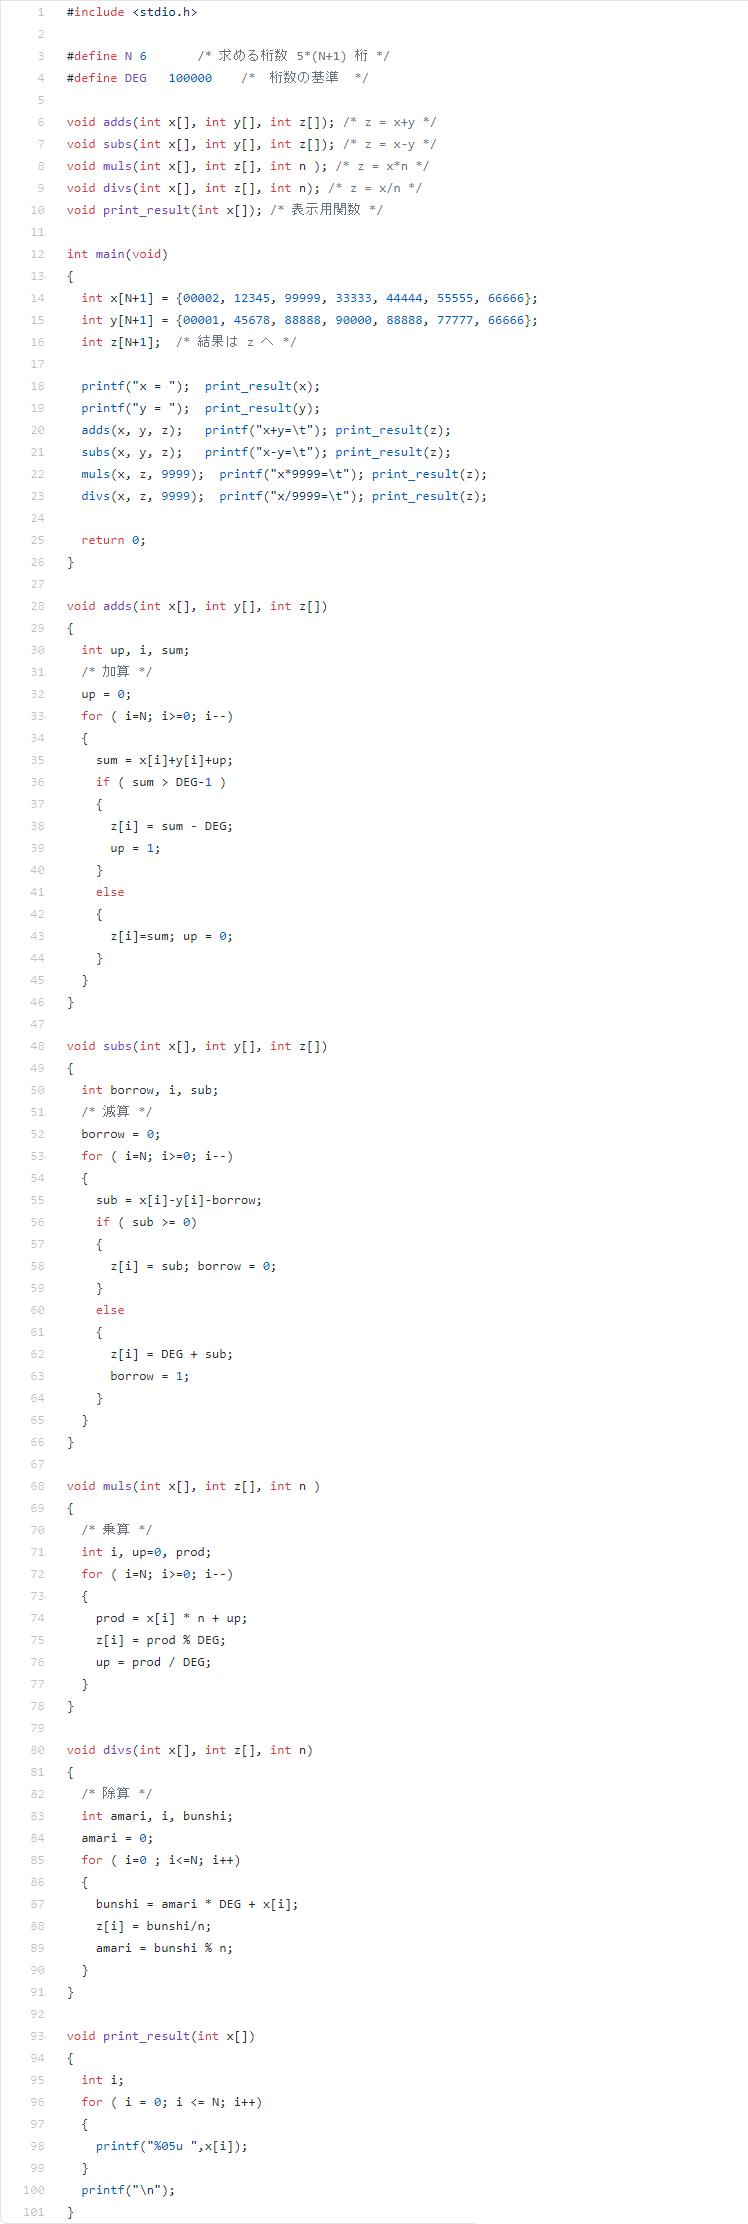 1 #include <stdio.h>
2
3 #define N 6       /* 求める桁数 5*(N+1) 桁 */
4 #define DEG   100000    /*  桁数の基準  */
5
6 void adds(int x[], int y[], int z[]); /* z = x+y */
7 void subs(int x[], int y[], int z[]); /* z = x-y */
8 void muls(int x[], int z[], int n ); /* z = x*n */
9 void divs(int x[], int z[], int n); /* z = x/n */
10 void print_result(int x[]); /* 表示用関数 */
11
12 int main(void)
13 {
14   int x[N+1] = {00002, 12345, 99999, 33333, 44444, 55555, 66666};
15   int y[N+1] = {00001, 45678, 88888, 90000, 88888, 77777, 66666};
16   int z[N+1];  /* 結果は z へ */
17
18   printf("x = ");  print_result(x);
19   printf("y = ");  print_result(y);
20   adds(x, y, z);   printf("x+y=\t"); print_result(z);
21   subs(x, y, z);   printf("x-y=\t"); print_result(z);
22   muls(x, z, 9999);  printf("x*9999=\t"); print_result(z);
23   divs(x, z, 9999);  printf("x/9999=\t"); print_result(z);
24
25   return 0;
26 }
27
28 void adds(int x[], int y[], int z[])
29 {
30   int up, i, sum;
31   /* 加算 */
32   up = 0;
33   for ( i=N; i>=0; i--)
34   {
35     sum = x[i]+y[i]+up;
36     if ( sum > DEG-1 )
37     {
38       z[i] = sum - DEG;
39       up = 1;
40     }
41     else
42     {
43       z[i]=sum; up = 0;
44     }
45   }
46 }
47
48 void subs(int x[], int y[], int z[])
49 {
50   int borrow, i, sub;
51   /* 減算 */
52   borrow = 0;
53   for ( i=N; i>=0; i--)
54   {
55     sub = x[i]-y[i]-borrow;
56     if ( sub >= 0)
57     {
58       z[i] = sub; borrow = 0;
59     }
60     else
61     {
62       z[i] = DEG + sub;
63       borrow = 1;
64     }
65   }
66 }
67
68 void muls(int x[], int z[], int n )
69 {
70   /* 乗算 */
71   int i, up=0, prod;
72   for ( i=N; i>=0; i--)
73   {
74     prod = x[i] * n + up;
75     z[i] = prod % DEG;
76     up = prod / DEG;
77   }
78 }
79
80 void divs(int x[], int z[], int n)
81 {
82   /* 除算 */
83   int amari, i, bunshi;
84   amari = 0;
85   for ( i=0 ; i<=N; i++)
86   {
87     bunshi = amari * DEG + x[i];
88     z[i] = bunshi/n;
89     amari = bunshi % n;
90   }
91 }
92
93 void print_result(int x[])
94 {
95   int i;
96   for ( i = 0; i <= N; i++)
97   {
98     printf("%05u ",x[i]);
99   }
100   printf("\n");
101 }